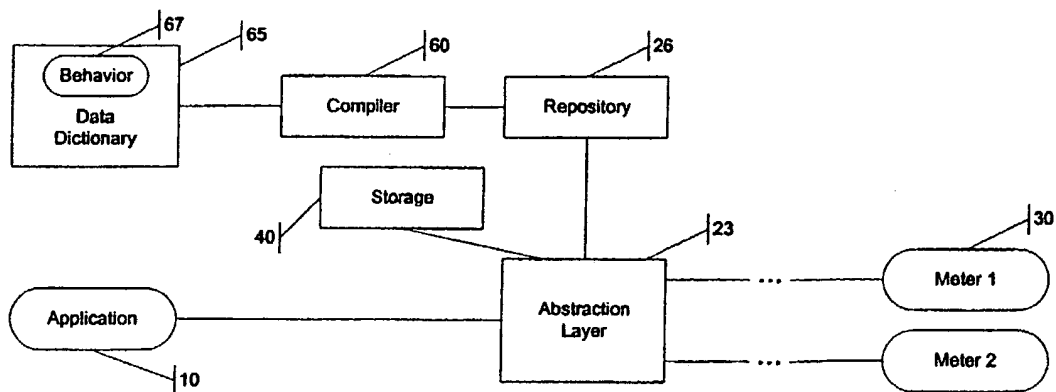 67
65
60
26
Behavior
Data
Dictionary
Compiler
Repository
Storage
40
23
30
Abstraction
Layer
...
Meter 1
Application
...
Meter 2
10